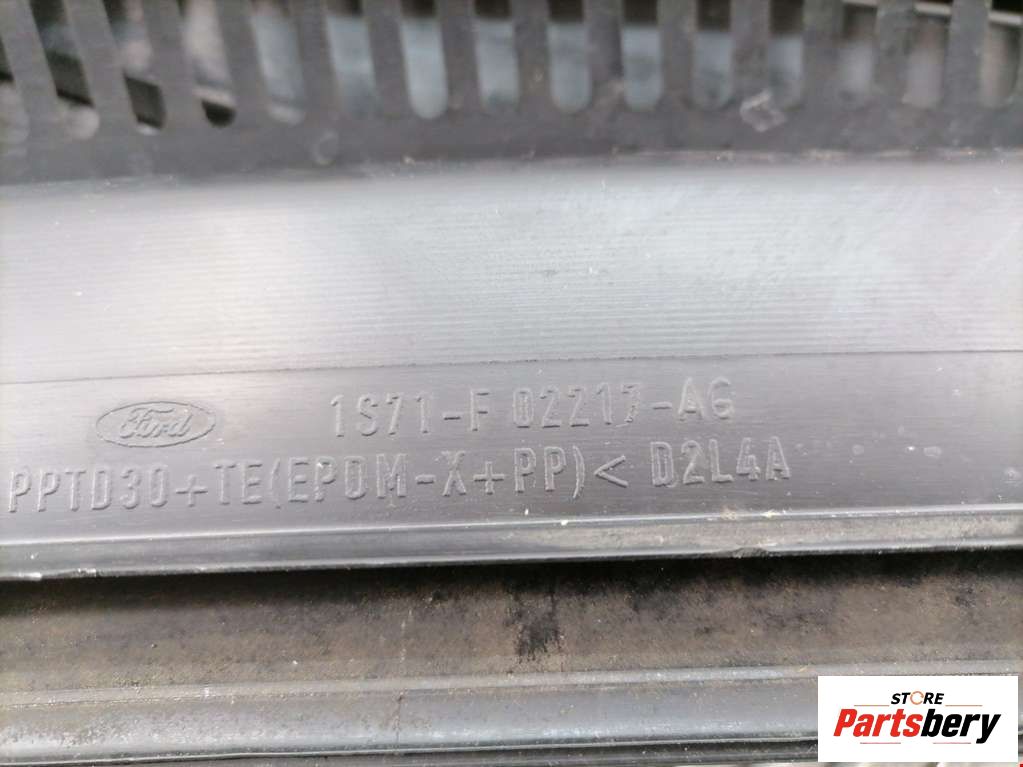 Ford 1S71-F 02217-AG
PPTD30+TE(EPDM-X+PP)< D2L4A
STORE
Partsbery